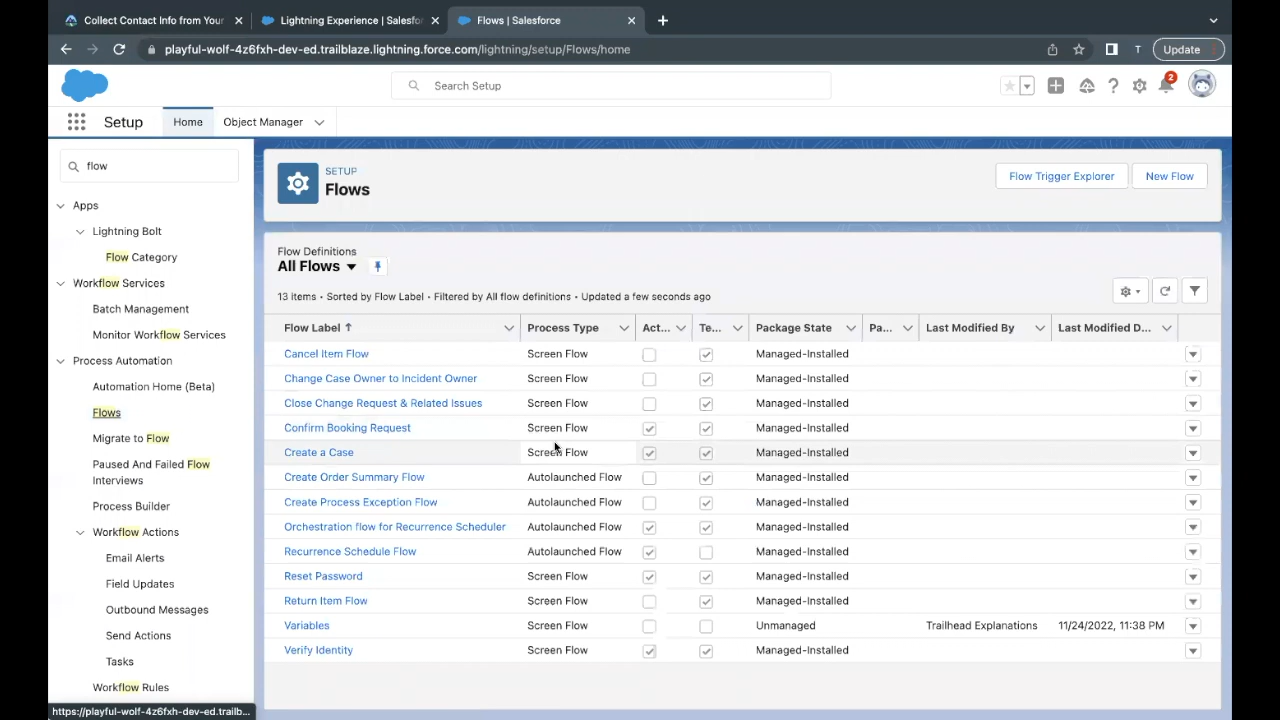 Collect Contact Info from Your
Lightning Experience | Salesfo
Flows | Salesforce
playful-wolf-4z6fxh-dev-ed.trailblaze.lightning.force.com/lightning/setup/Flows/home
T
Update
Search Setup
2
Setup
Home
Object Manager
flow
Apps
Lightning Bolt
Flow Category
Workflow Services
Batch Management
Monitor Workflow Services
Process Automation
Automation Home (Beta)
Flows
Migrate to Flow
Paused And Failed Flow
Interviews
Process Builder
Workflow Actions
Email Alerts
Field Updates
Outbound Messages
Send Actions
Tasks
Workflow Rules
https://playful-wolf-4z6fxh-dev-ed.trailb...
SETUP
Flows
Flow Trigger Explorer
New Flow
Flow Definitions
All Flows
13 items • Sorted by Flow Label • Filtered by All flow definitions • Updated a few seconds ago
Flow Label ↑ Process Type Act... Te... Package State Pa... Last Modified By Last Modified D...
Cancel Item Flow Screen Flow Managed-Installed
Change Case Owner to Incident Owner Screen Flow Managed-Installed
Close Change Request & Related Issues Screen Flow Managed-Installed
Confirm Booking Request Screen Flow Managed-Installed
Create a Case Screen Flow Managed-Installed
Create Order Summary Flow Autolaunched Flow Managed-Installed
Create Process Exception Flow Autolaunched Flow Managed-Installed
Orchestration flow for Recurrence Scheduler Autolaunched Flow Managed-Installed
Recurrence Schedule Flow Autolaunched Flow Managed-Installed
Reset Password Screen Flow Managed-Installed
Return Item Flow Screen Flow Managed-Installed
Variables Screen Flow Unmanaged Trailhead Explanations 11/24/2022, 11:38 PM
Verify Identity Screen Flow Managed-Installed